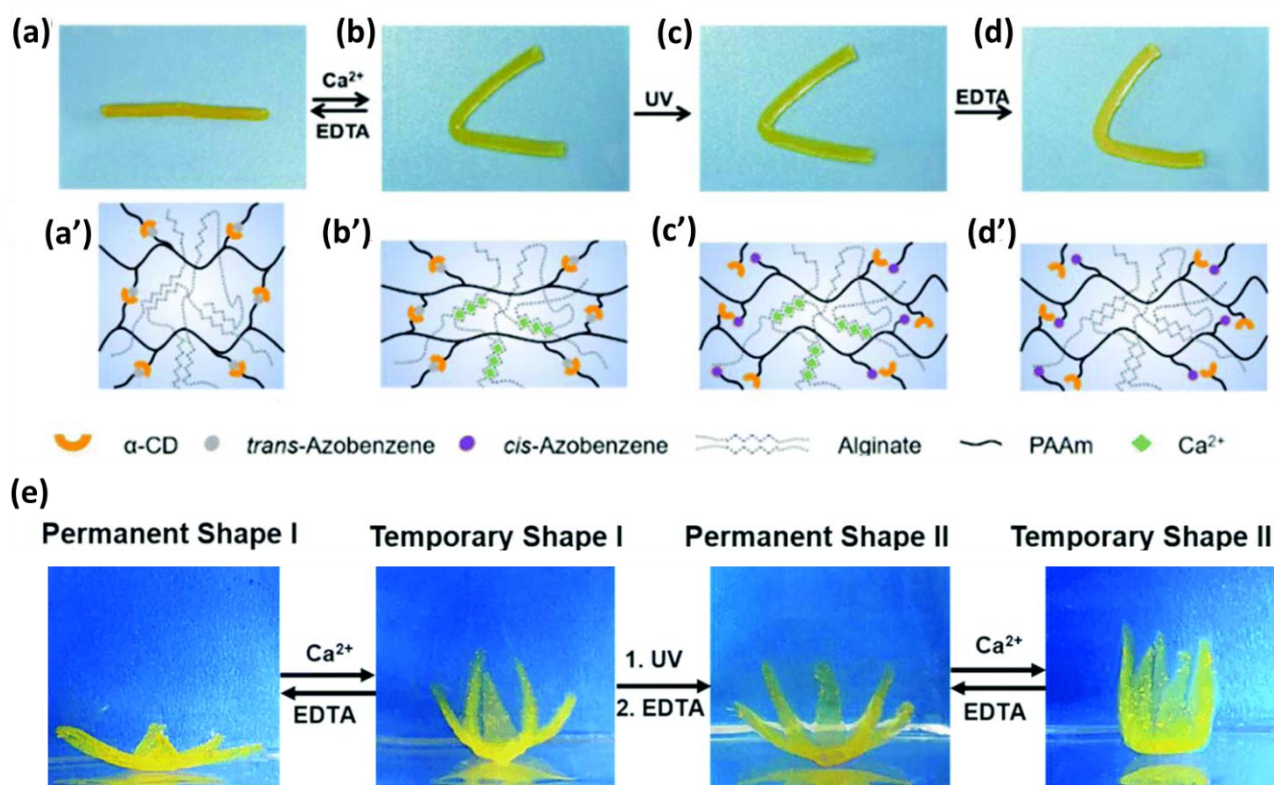 (a)
(b)
(c)
(d)
Ca²⁺
EDTA
UV
EDTA
(a’)
(b’)
(c’)
(d’)
α-CD trans-Azobenzene cis-Azobenzene Alginate PAAm Ca²⁺
(e)
Permanent Shape I Temporary Shape I Permanent Shape II Temporary Shape II
Ca²⁺
EDTA
1. UV
2. EDTA
Ca²⁺
EDTA